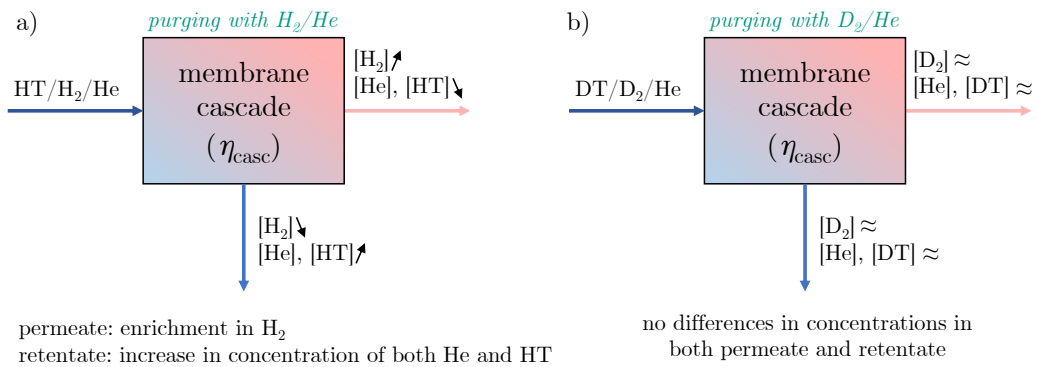 a)
purging with H₂/He
HT/H₂/He
membrane
cascade
(η_casc)
[H₂]↗
[He], [HT]↘
[H₂]↘
[He], [HT]↗
permeate: enrichment in H₂
retentate: increase in concentration of both He and HT
b)
purging with D₂/He
DT/D₂/He
membrane
cascade
(η_casc)
[D₂] ≈
[He], [DT] ≈
[D₂] ≈
[He], [DT] ≈
no differences in concentrations in
both permeate and retentate